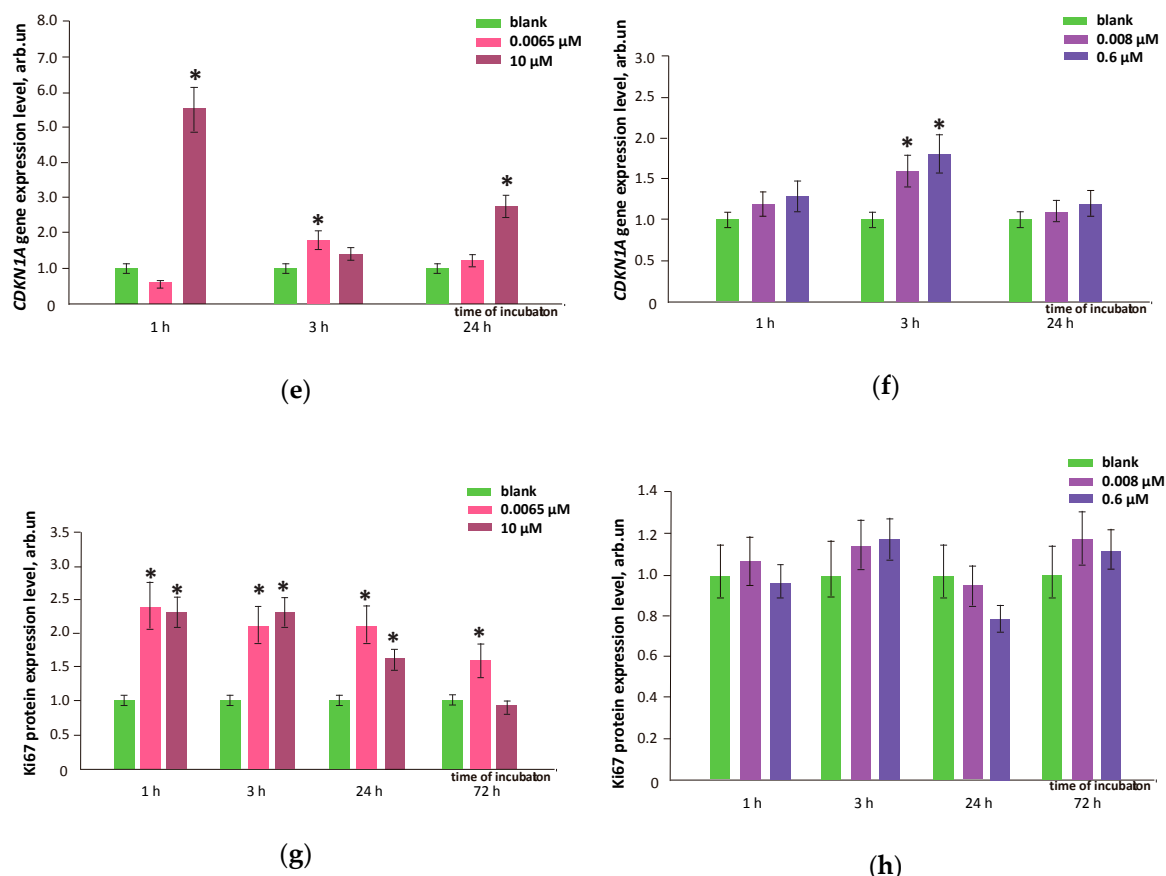 CDKN1A gene expression level, arb.un
8.0
6.0
5.0
4.0
3.0
2.0
1.0
0
blank
0.0065 µM
10 µM
*
*
*
time of incubaton
1 h
3 h
24 h
(e)
CDKN1A gene expression level, arb.un
3.0
2.5
2.0
1.5
1.0
0.5
0
blank
0.008 µM
0.6 µM
*
*
time of incubaton
1 h
3 h
24 h
(f)
Ki67 protein expression level, arb.un
3.5
3.0
2.5
2.0
1.5
1.0
0.5
0
blank
0.0065 µM
10 µM
*
*
*
*
*
*
*
time of incubaton
1 h
3 h
24 h
72 h
(g)
Ki67 protein expression level, arb.un
1.4
1.2
1.0
0.8
0.6
0.4
0.2
0
blank
0.008 µM
0.6 µM
time of incubaton
1 h
3 h
24 h
72 h
(h)